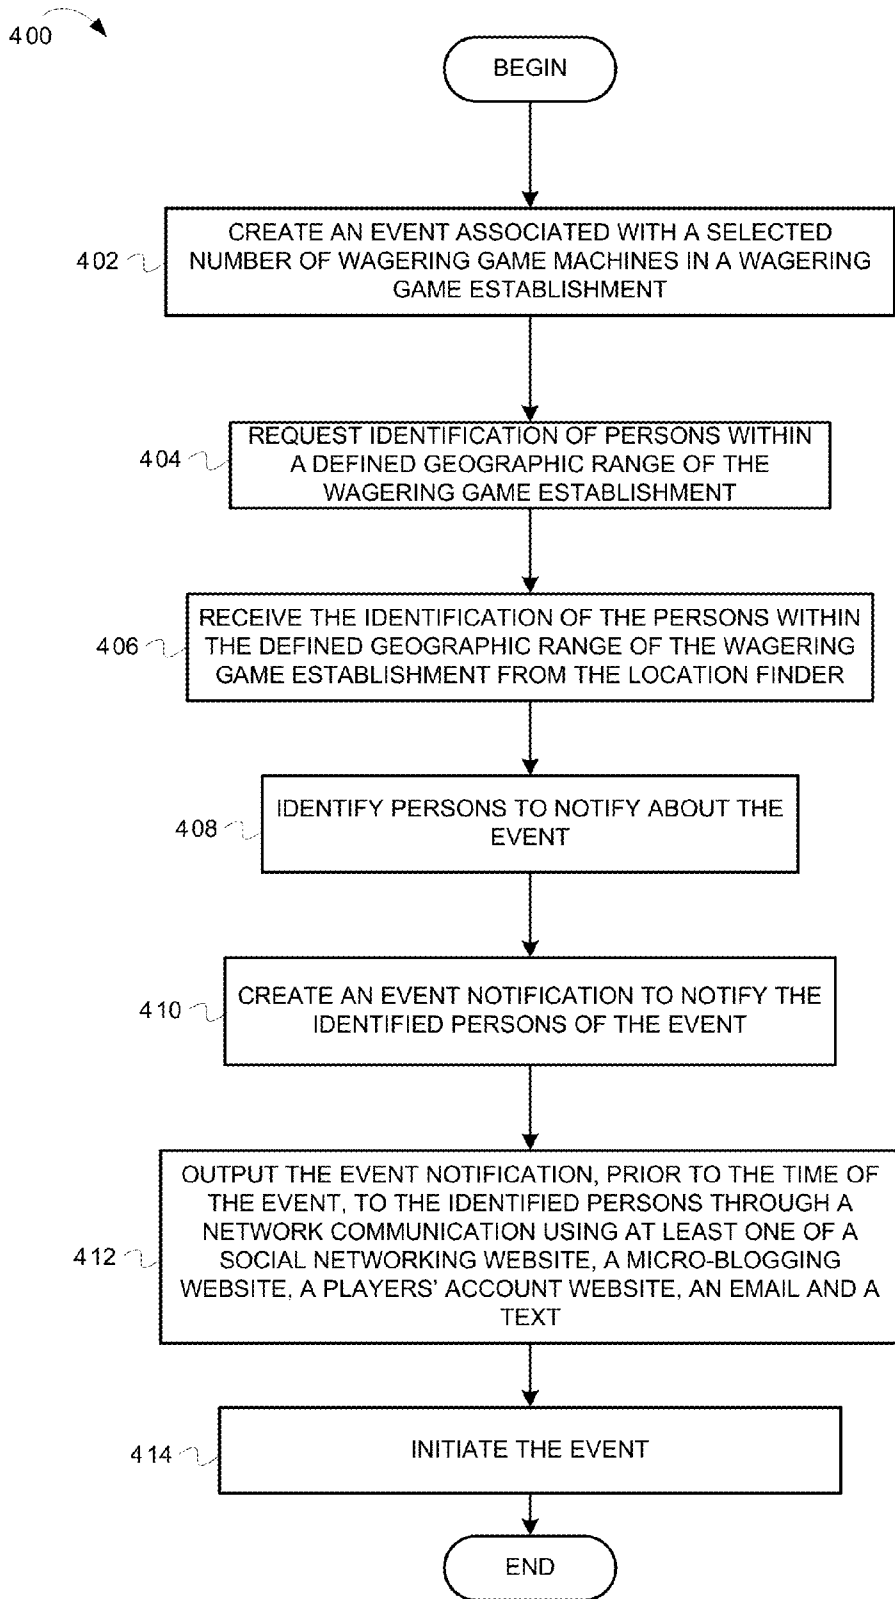 400
BEGIN
402
CREATE AN EVENT ASSOCIATED WITH A SELECTED
NUMBER OF WAGERING GAME MACHINES IN A WAGERING
GAME ESTABLISHMENT
404
REQUEST IDENTIFICATION OF PERSONS WITHIN
A DEFINED GEOGRAPHIC RANGE OF THE
WAGERING GAME ESTABLISHMENT
406
RECEIVE THE IDENTIFICATION OF THE PERSONS WITHIN
THE DEFINED GEOGRAPHIC RANGE OF THE WAGERING
GAME ESTABLISHMENT FROM THE LOCATION FINDER
408
IDENTIFY PERSONS TO NOTIFY ABOUT THE
EVENT
410
CREATE AN EVENT NOTIFICATION TO NOTIFY THE
IDENTIFIED PERSONS OF THE EVENT
412
OUTPUT THE EVENT NOTIFICATION, PRIOR TO THE TIME OF
THE EVENT, TO THE IDENTIFIED PERSONS THROUGH A
NETWORK COMMUNICATION USING AT LEAST ONE OF A
SOCIAL NETWORKING WEBSITE, A MICRO-BLOGGING
WEBSITE, A PLAYERS’ ACCOUNT WEBSITE, AN EMAIL AND A
TEXT
414
INITIATE THE EVENT
END